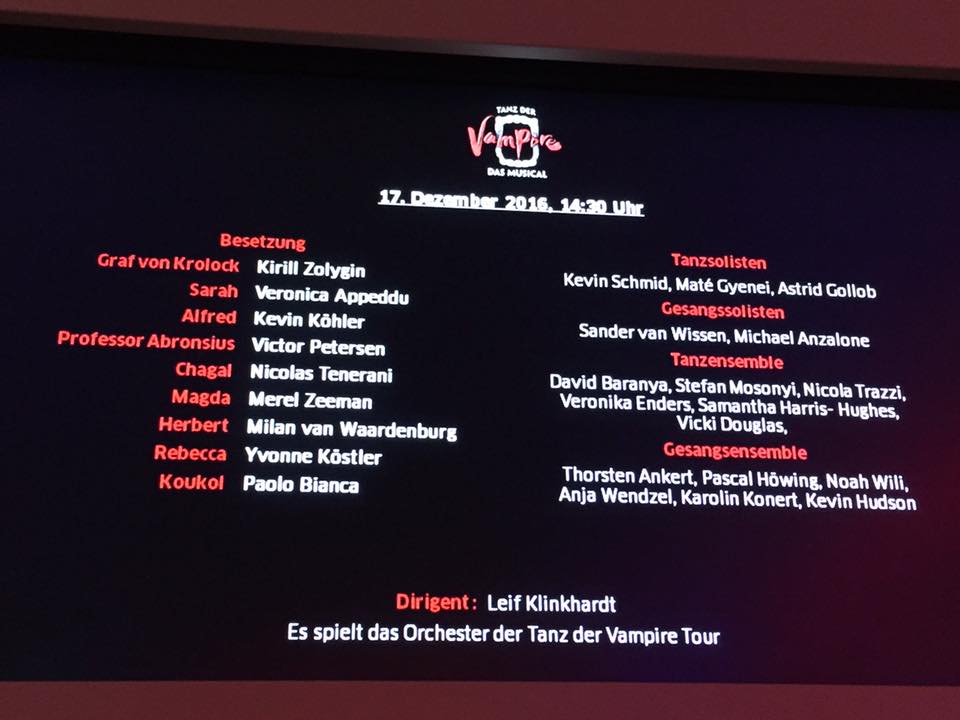 TANZ DER
Vampire
DAS MUSICAL
17. Dezember 2016, 14:30 Uhr
Besetzung
Graf von Krolock Kirill Zolygin
Sarah Veronica Appeddu
Alfred Kevin Köhler
Professor Abronsius Victor Petersen
Chagal Nicolas Tenerani
Magda Merel Zeeman
Herbert Milan van Waardenburg
Rebecca Yvonne Köstler
Koukol Paolo Bianca
Tanzsolisten
Kevin Schmid, Maté Gyenei, Astrid Gollob
Gesangssolisten
Sander van Wissen, Michael Anzalone
Tanzensemble
David Baranya, Stefan Mosonyi, Nicola Trazzi,
Veronika Enders, Samantha Harris- Hughes,
Vicki Douglas,
Gesangsensemble
Thorsten Ankert, Pascal Höwing, Noah Wili,
Anja Wendzel, Karolin Konert, Kevin Hudson
Dirigent: Leif Klinkhardt
Es spielt das Orchester der Tanz der Vampire Tour